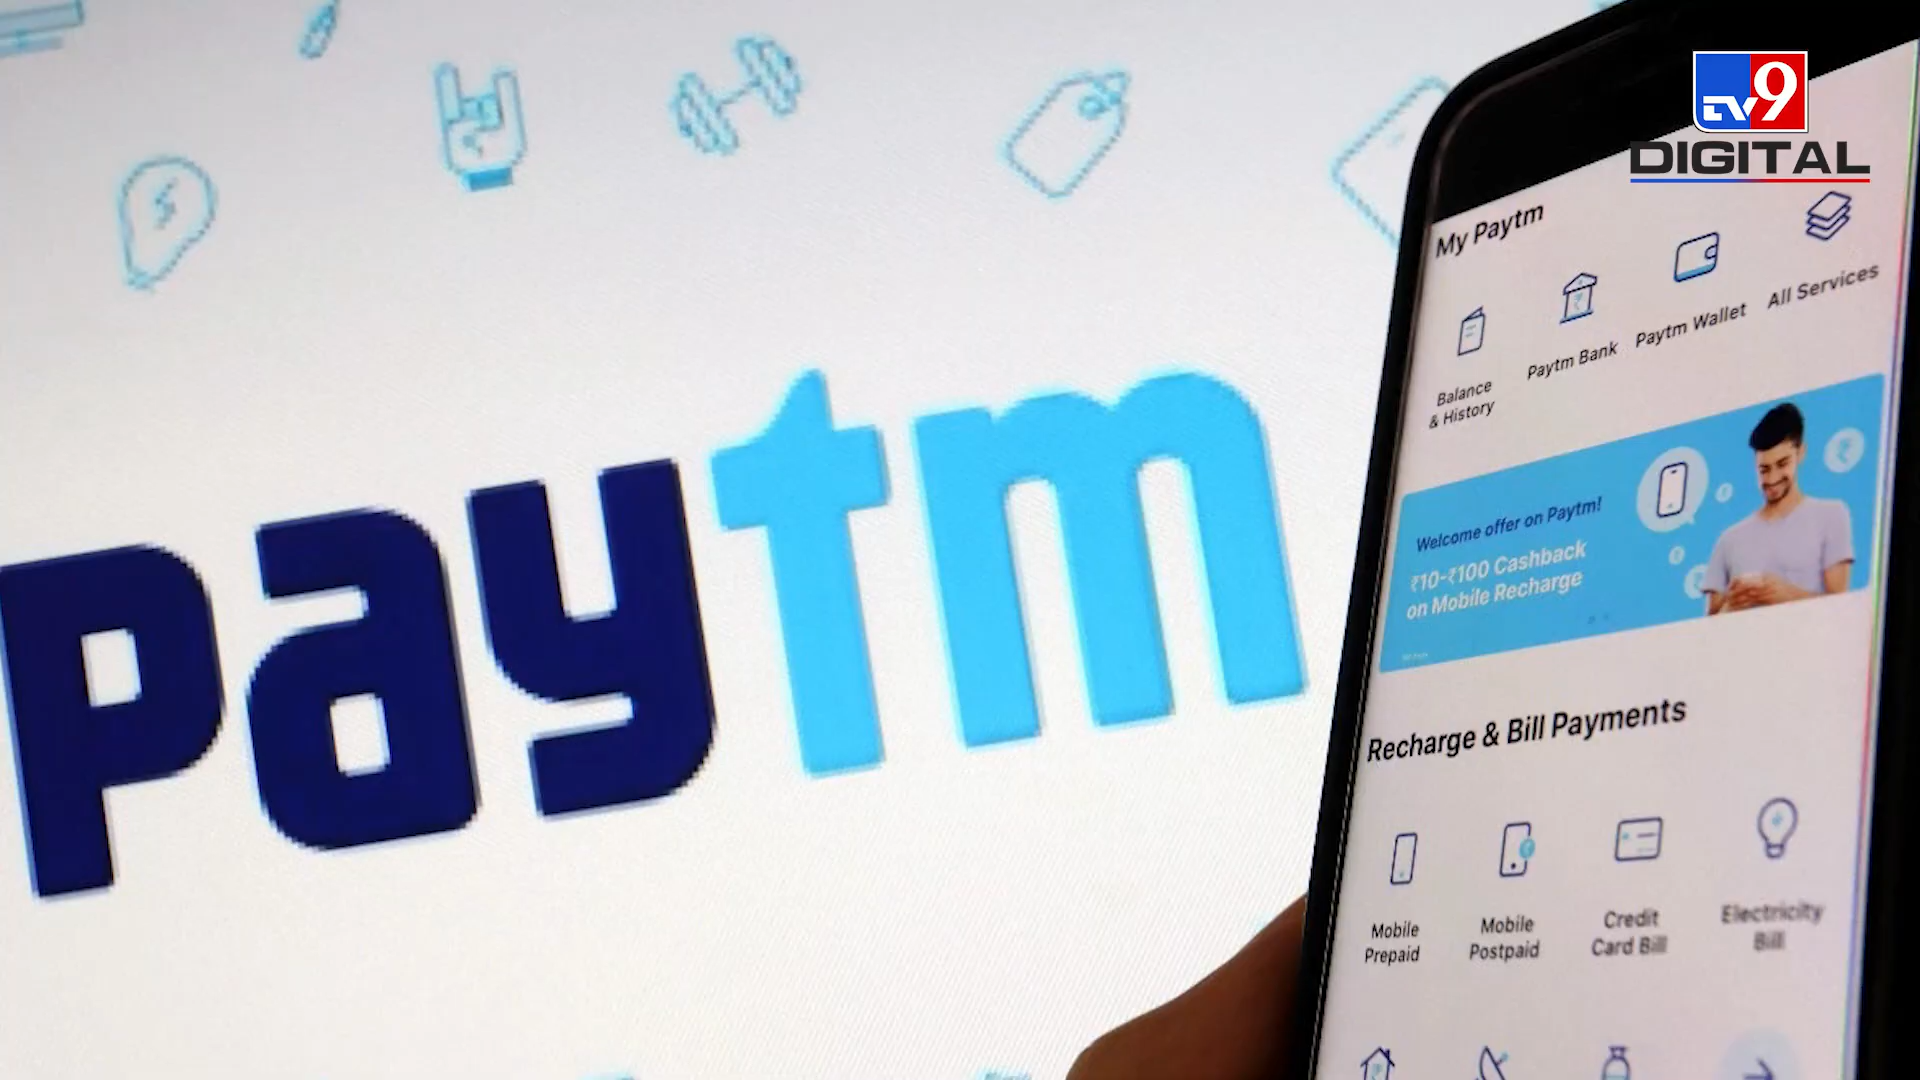 paytm
TV9
DIGITAL
My Paytm
Balance
& History
Paytm Bank
Paytm Wallet
All Services
Welcome offer on Paytm!
₹10-₹100 Cashback
on Mobile Recharge
Recharge & Bill Payments
Mobile
Prepaid
Mobile
Postpaid
Credit
Card Bill
Electricity
Bill